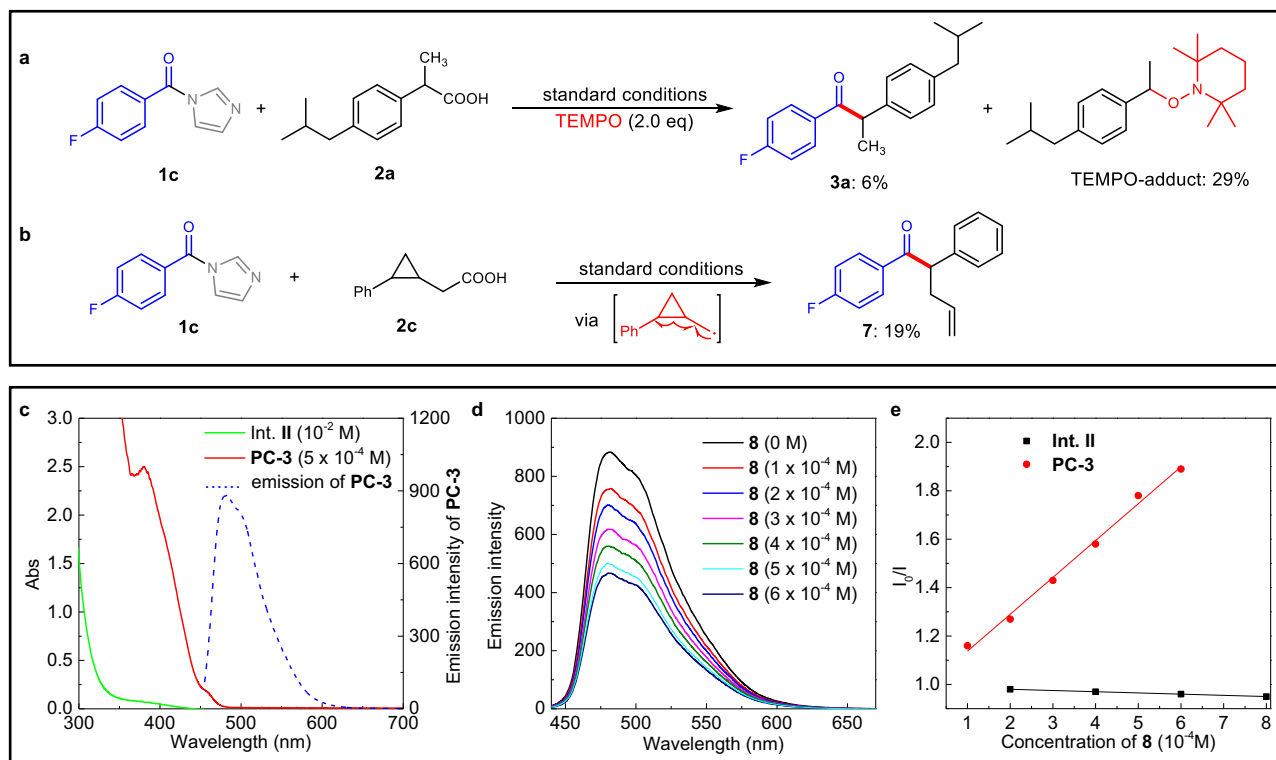 a
O
N
N
F
1c
+
CH3
COOH
2a
standard conditions
TEMPO (2.0 eq)
O
F
CH3
3a: 6%
+
O
N
TEMPO-adduct: 29%
b
O
N
N
F
1c
+
Ph
COOH
2c
standard conditions
via
Ph
O
F
7: 19%
c
3.0
2.5
2.0
1.5
1.0
0.5
0.0
Abs
300 400 500 600 700
Wavelength (nm)
1200
900
600
300
0
Emission intensity of PC-3
Int. II (10⁻² M)
PC-3 (5 x 10⁻⁴ M)
emission of PC-3
d
1000
800
600
400
200
0
Emission intensity
450 500 550 600 650
Wavelength (nm)
8 (0 M)
8 (1 x 10⁻⁴ M)
8 (2 x 10⁻⁴ M)
8 (3 x 10⁻⁴ M)
8 (4 x 10⁻⁴ M)
8 (5 x 10⁻⁴ M)
8 (6 x 10⁻⁴ M)
e
2.0
1.8
1.6
1.4
1.2
1.0
I₀/I
1 2 3 4 5 6 7 8
Concentration of 8 (10⁻⁴M)
Int. II
PC-3